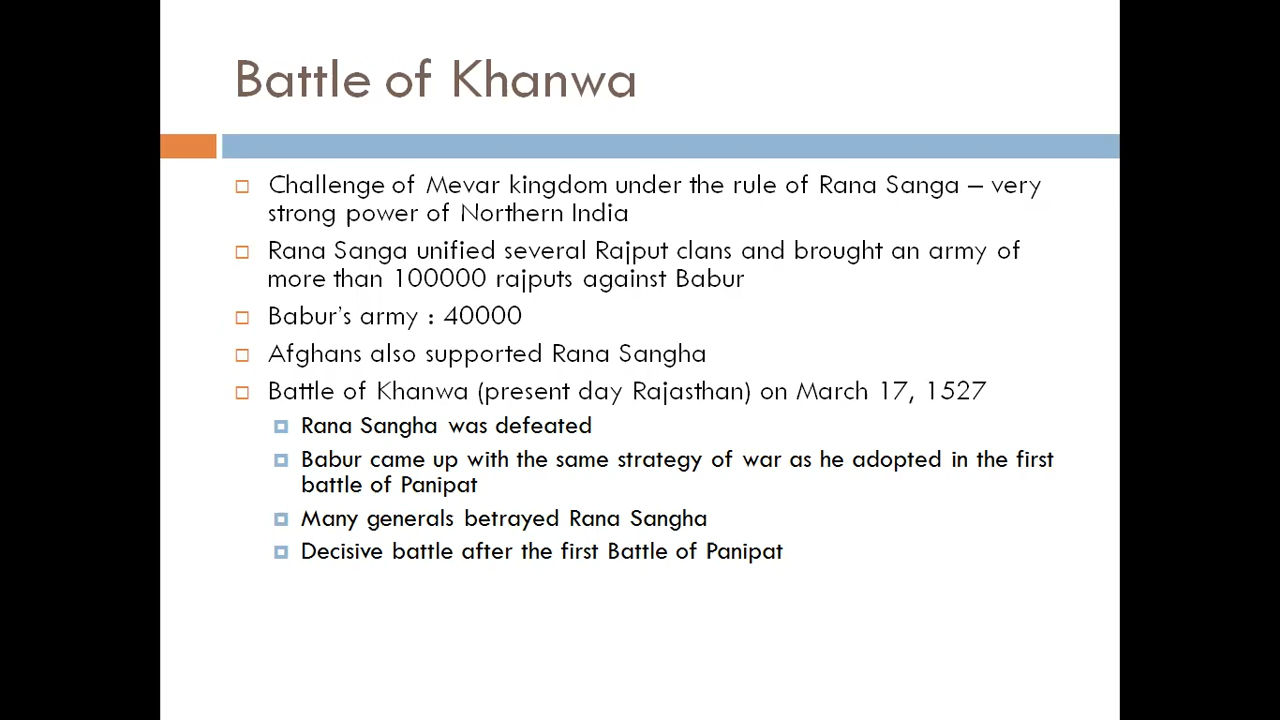 Battle of Khanwa
Challenge of Mevar kingdom under the rule of Rana Sanga – very
strong power of Northern India
Rana Sanga unified several Rajput clans and brought an army of
more than 100000 rajputs against Babur
Babur's army : 40000
Afghans also supported Rana Sangha
Battle of Khanwa (present day Rajasthan) on March 17, 1527
Rana Sangha was defeated
Babur came up with the same strategy of war as he adopted in the first
battle of Panipat
Many generals betrayed Rana Sangha
Decisive battle after the first Battle of Panipat